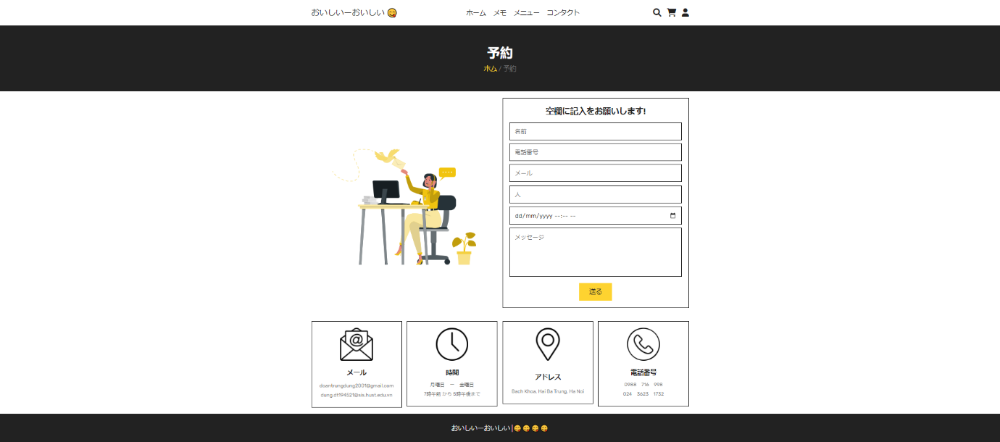 おいしいーおいしい 😋
ホーム メモ メニュー コンタクト
予約
ホム / 予約
空欄に記入をお願いします!
名前
電話番号
メール
人
dd/mm/yyyy --:-- --
メッセージ
送る
メール
doantrungdung2001@gmail.com
dung.dt194521@sis.hust.edu.vn
時間
月曜日 ー 金曜日
7時午前 から 5時午後まで
アドレス
Bach Khoa, Hai Ba Trung, Ha Noi
電話番号
0988 716 998
024 3623 1732
おいしいーおいしい | 😋 😋 😋 😋